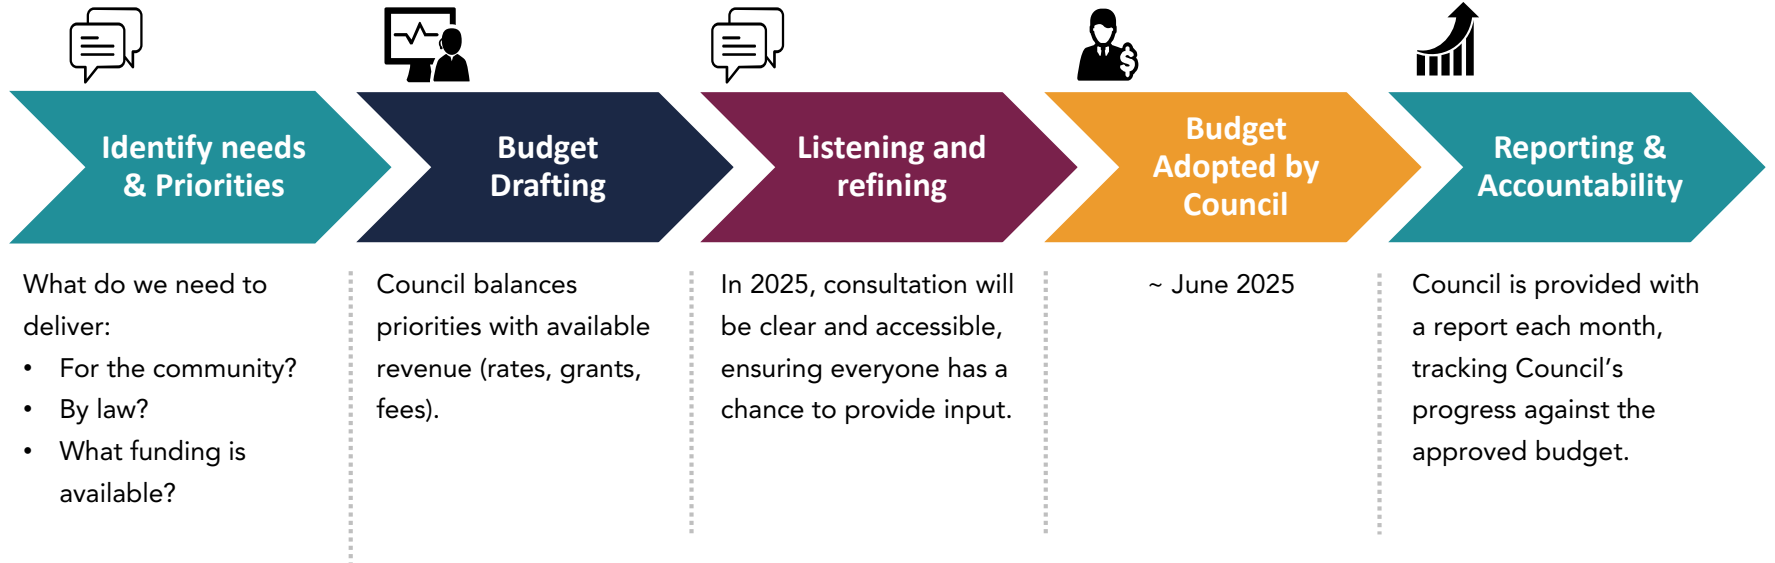 Identify needs
& Priorities
Budget
Drafting
Listening and
refining
Budget
Adopted by
Council
Reporting &
Accountability
What do we need to
deliver:
• For the community?
• By law?
• What funding is
available?
Council balances
priorities with available
revenue (rates, grants,
fees).
In 2025, consultation will
be clear and accessible,
ensuring everyone has a
chance to provide input.
~ June 2025
Council is provided with
a report each month,
tracking Council’s
progress against the
approved budget.